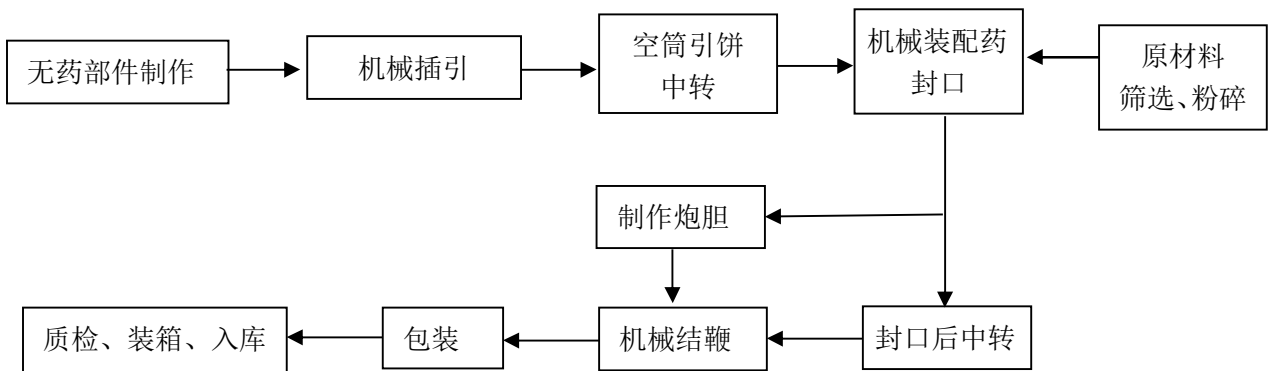 无药部件制作
机械插引
空筒引饼
中转
机械装配药
封口
原材料
筛选、粉碎
制作炮胆
质检、装箱、入库
包装
机械结鞭
封口后中转